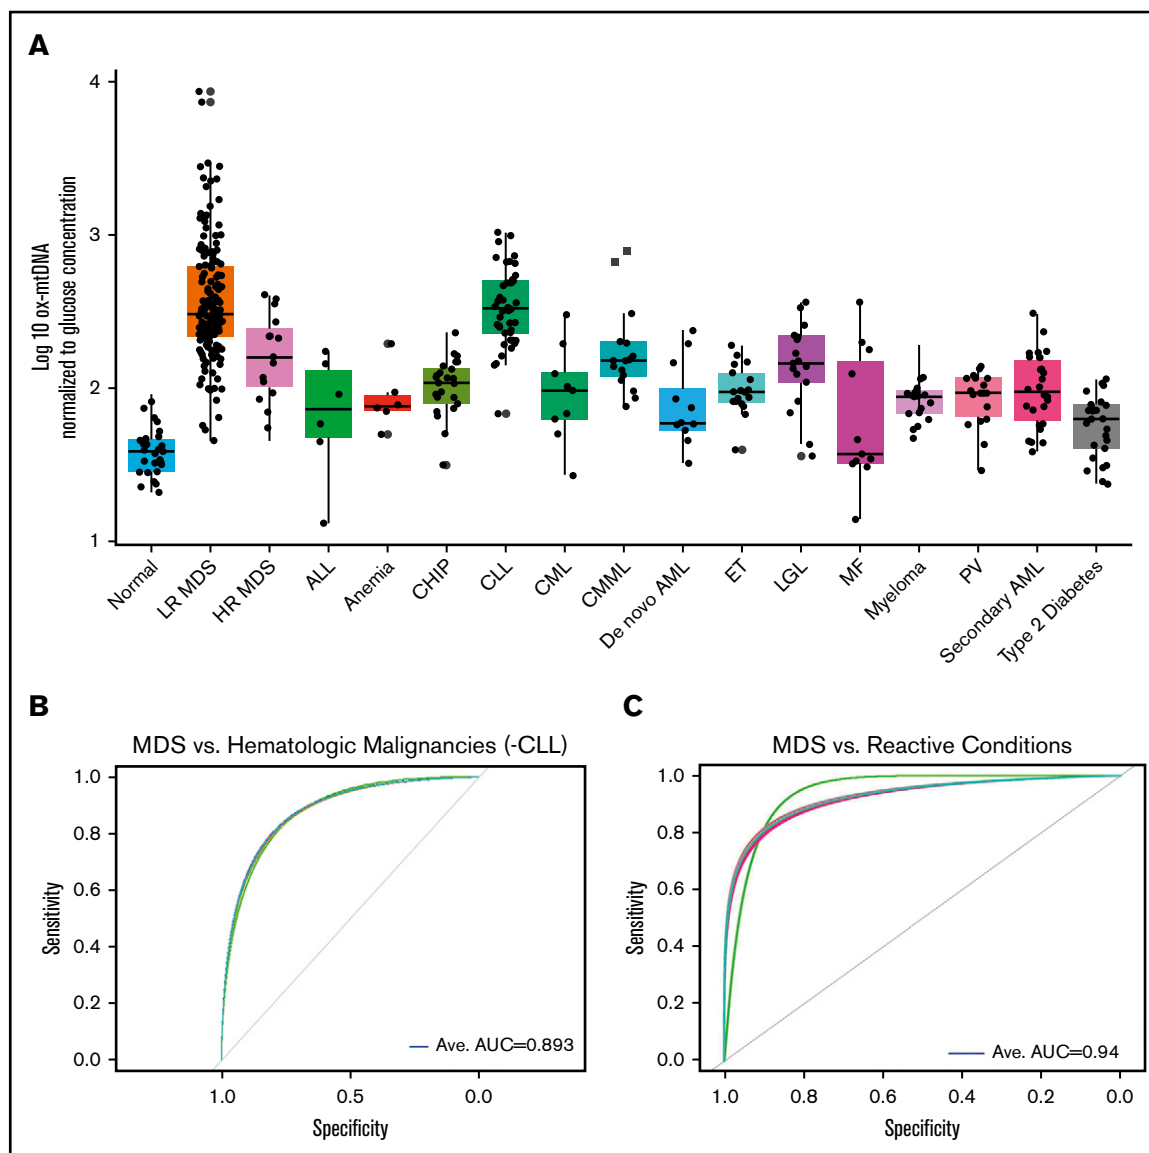 A
Log 10 ox-mtDNA
normalized to glucose concentration
4
3
2
1
Normal
LR MDS
HR MDS
ALL
Anemia
CHIP
CLL
CML
CMML
De novo AML
ET
LGL
MF
Myeloma
PV
Secondary AML
Type 2 Diabetes
B
MDS vs. Hematologic Malignancies (-CLL)
Sensitivity
1.0
0.8
0.6
0.4
0.2
0.0
Ave. AUC=0.893
1.0 0.5 0.0
Specificity
C
MDS vs. Reactive Conditions
Sensitivity
1.0
0.8
0.6
0.4
0.2
0.0
Ave. AUC=0.94
1.0 0.8 0.6 0.4 0.2 0.0
Specificity